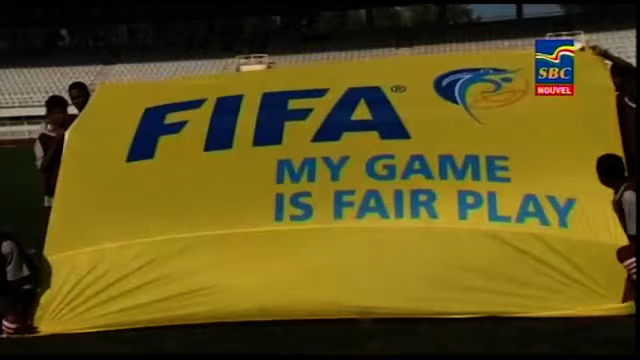 SBC
NOUVEL
FIFA®
MY GAME
IS FAIR PLAY